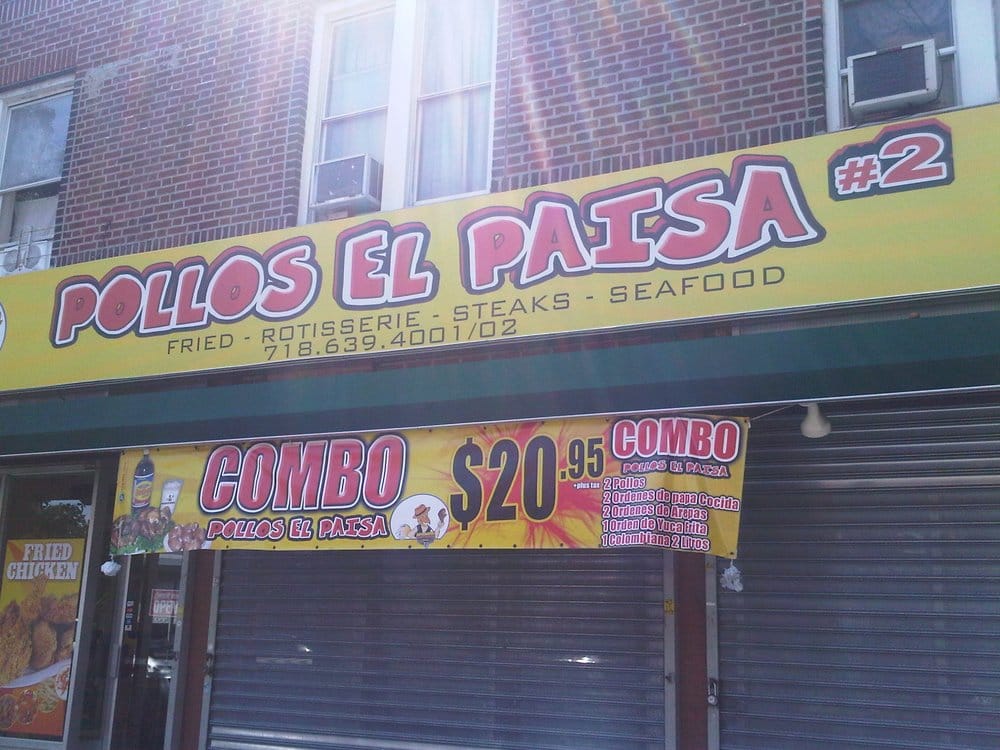 POLLOS EL PAISA #2
FRIED - ROTISSERIE - STEAKS - SEAFOOD
718.639.4001/02
COMBO
POLLOS EL PAISA
$20.95
+plus tax
COMBO
POLLOS EL PAISA
2 Pollos
2 Ordenes de papa Cocida
2 Ordenes de Arepas
1 Orden de Yuca frita
1 Colombiana 2 Litros
FRIED
CHICKEN
OPEN